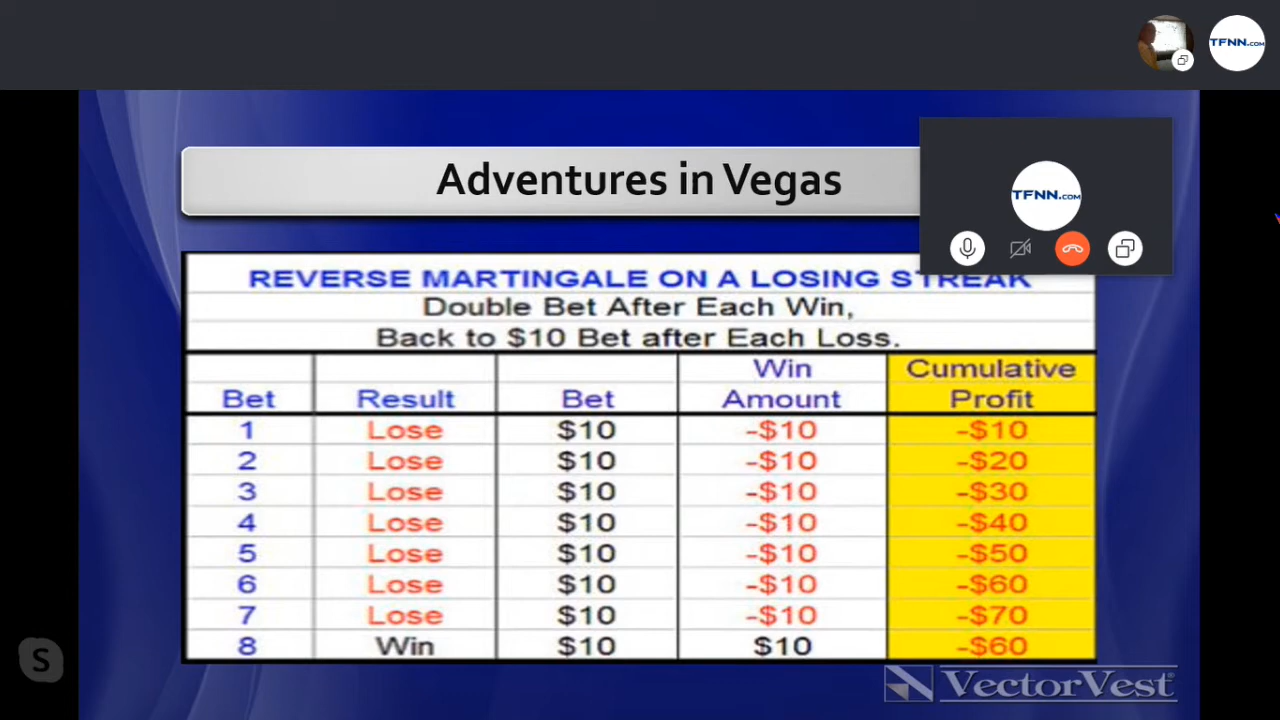 TFNN.COM
Adventures in Vegas
TFNN.COM
REVERSE MARTINGALE ON A LOSING STREAK
Double Bet After Each Win,
Back to $10 Bet after Each Loss.
Win Cumulative
Bet Result Bet Amount Profit
1 Lose $10 -$10 -$10
2 Lose $10 -$10 -$20
3 Lose $10 -$10 -$30
4 Lose $10 -$10 -$40
5 Lose $10 -$10 -$50
6 Lose $10 -$10 -$60
7 Lose $10 -$10 -$70
8 Win $10 $10 -$60
S
VectorVest®